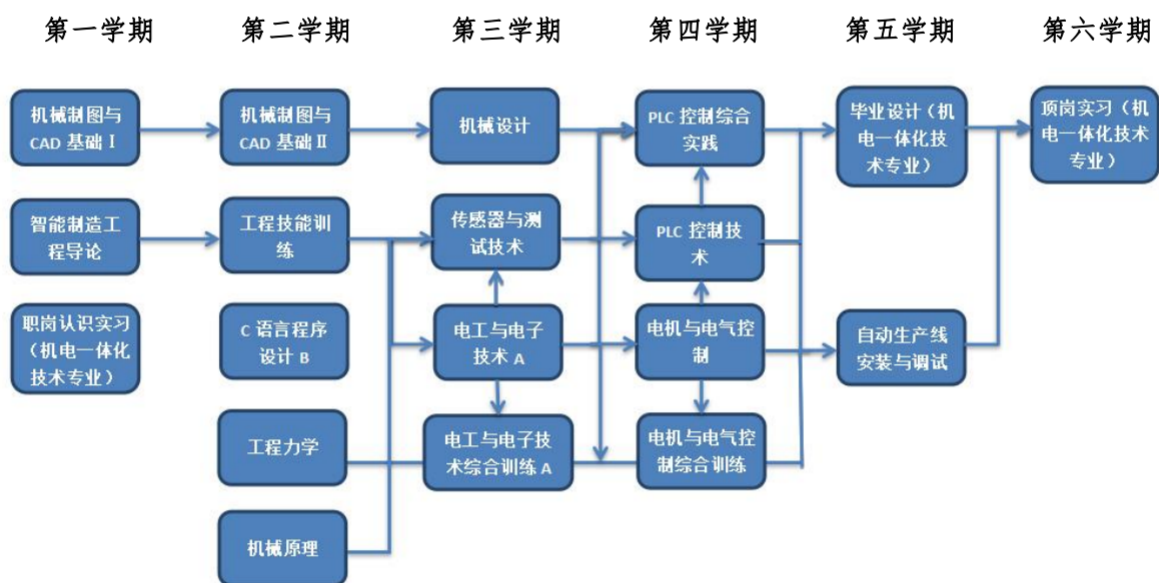 第一学期 第二学期 第三学期 第四学期 第五学期 第六学期
机械制图与
CAD 基础 I
机械制图与
CAD 基础 II
机械设计
PLC 控制综合
实践
毕业设计（机
电一体化技
术专业）
顶岗实习（机
电一体化技术
专业）
智能制造工
程导论
工程技能训
练
传感器与测
试技术
PLC 控制技
术
职岗认识实习
（机电一体化
技术专业）
C 语言程序
设计 B
电工与电子
技术 A
电机与电气控
制
自动生产线
安装与调试
工程力学
电工与电子技
术综合训练 A
电机与电气控
制综合训练
机械原理